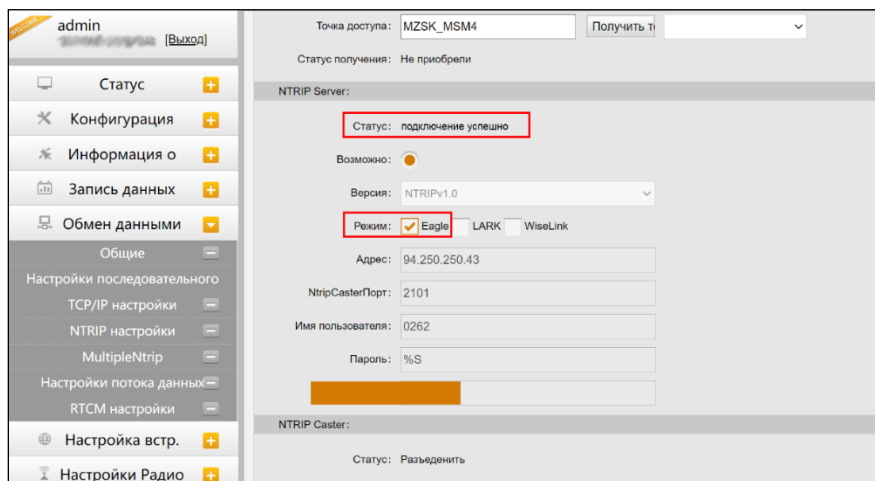 WELCOME
admin
[Выход]
Статус
Конфигурация
Информация о
Запись данных
Обмен данными
Общие
Настройки последовательного
TCP/IP настройки
NTRIP настройки
MultipleNtrip
Настройки потока данных
RTCM настройки
Настройка встр.
Настройки Радио
Точка доступа: MZSK_MSM4 Получить т
Статус получения: Не приобрели
NTRIP Server:
Статус: подключение успешно
Возможно:
Версия: NTRIPv1.0
Режим: Eagle LARK WiseLink
Адрес: 94.250.250.43
NtripCasterПорт: 2101
Имя пользователя: 0262
Пароль: %S
NTRIP Caster:
Статус: Разъеденить